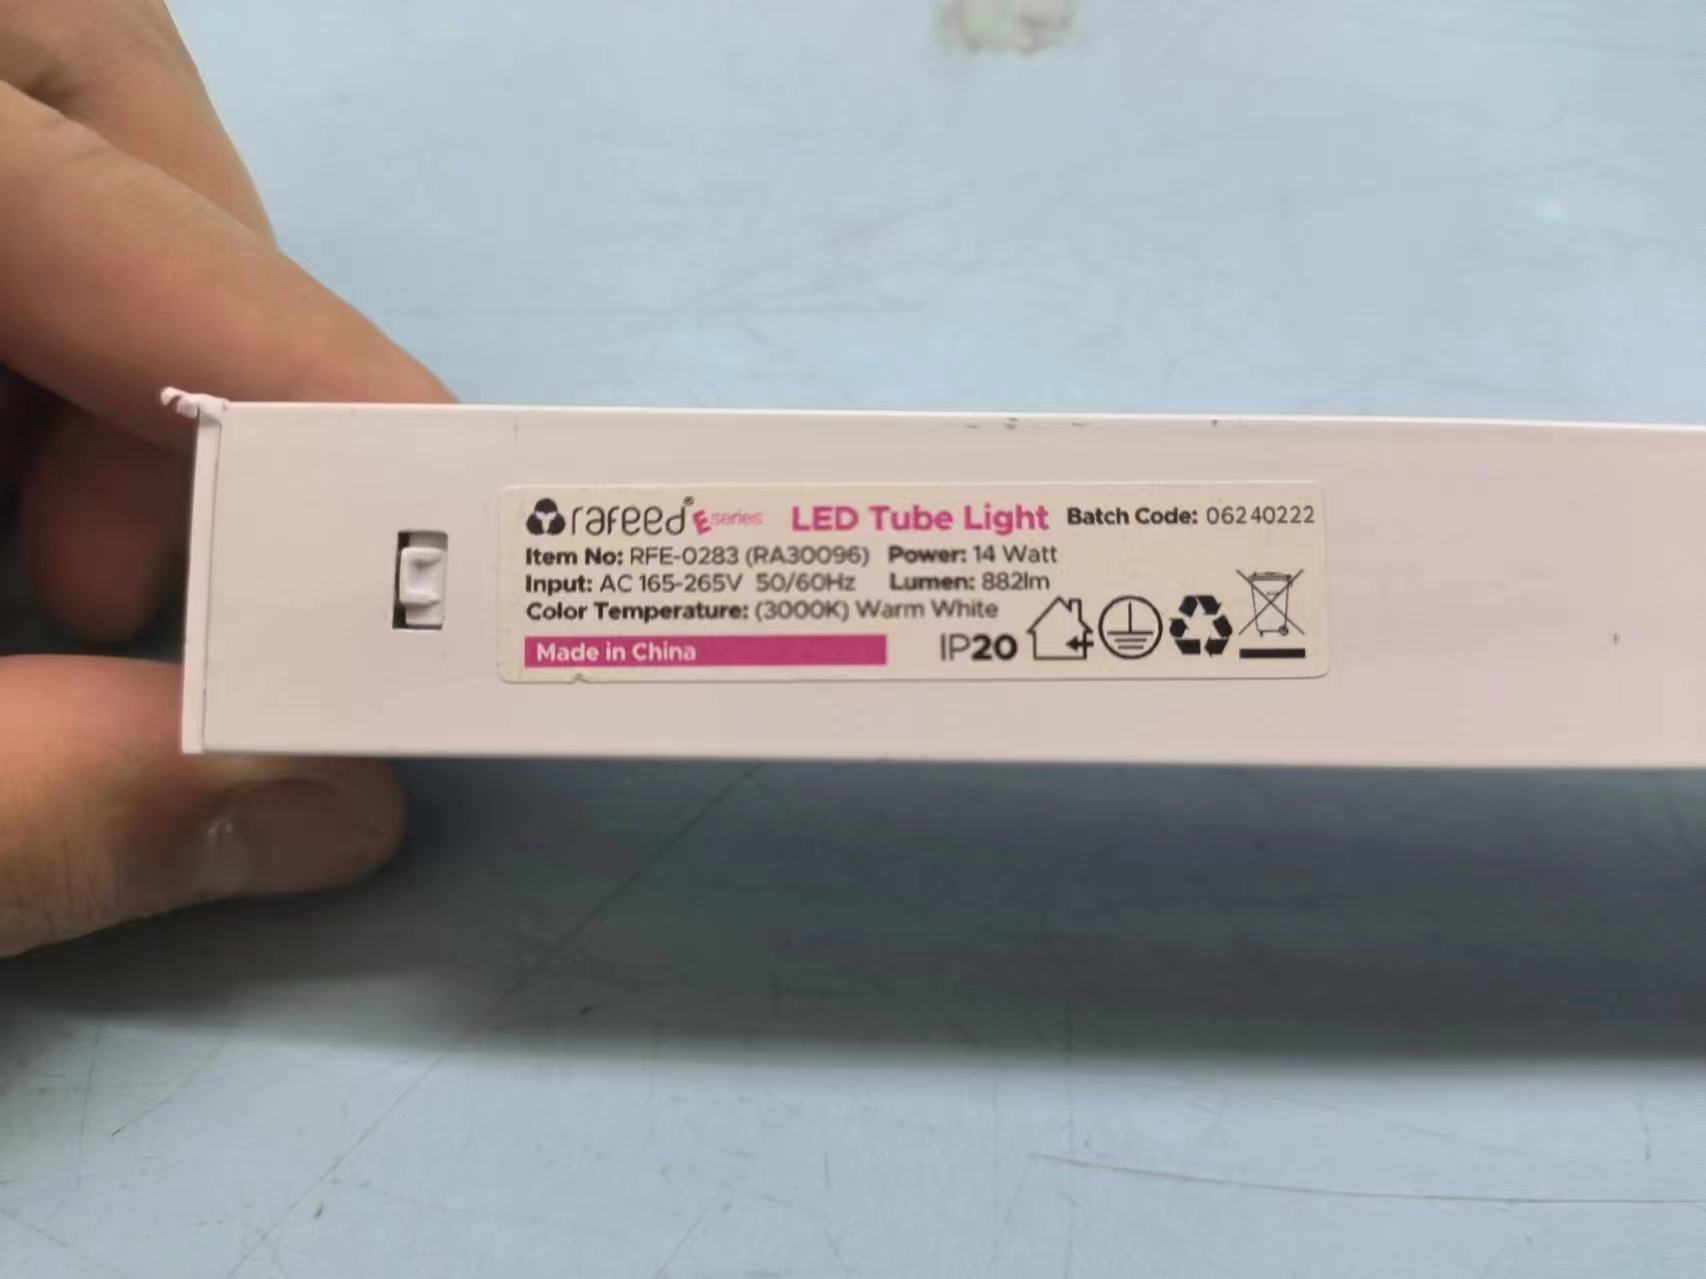 rafeed® E series LED Tube Light Batch Code: 06240222
Item No: RFE-0283 (RA30096) Power: 14 Watt
Input: AC 165-265V 50/60Hz Lumen: 882lm
Color Temperature: (3000K) Warm White
Made in China IP20